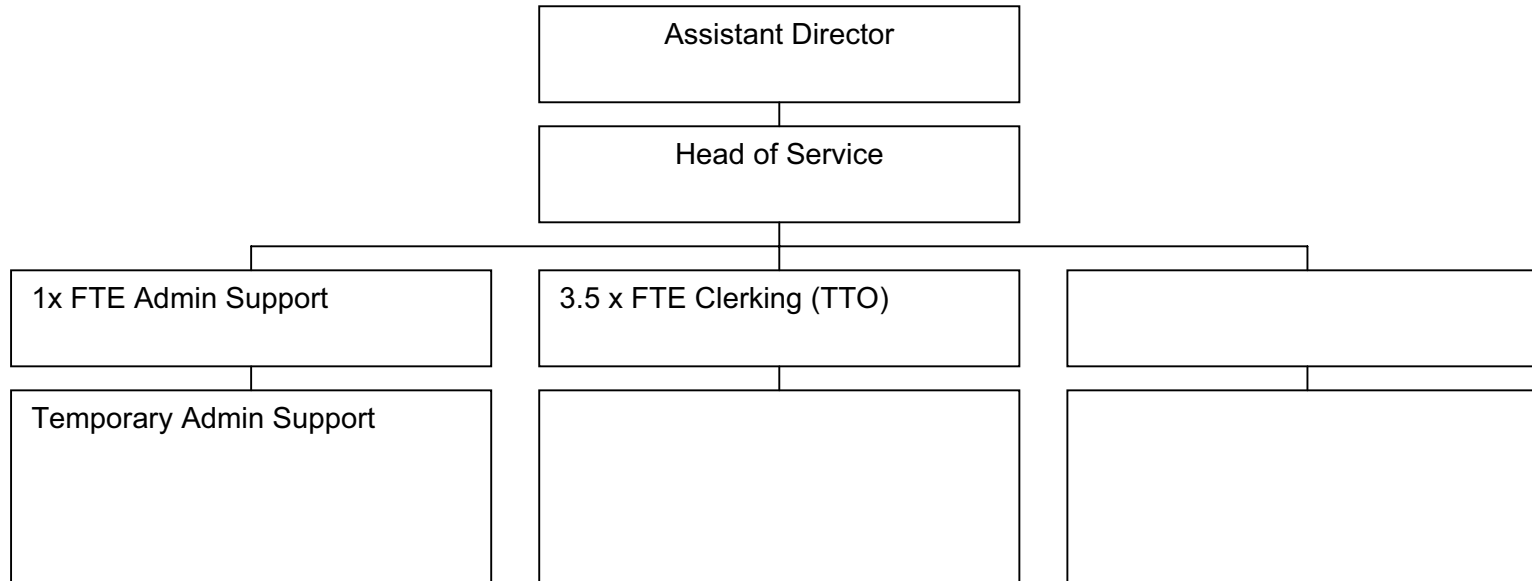 Assistant Director
Head of Service
1x FTE Admin Support
3.5 x FTE Clerking (TTO)
Temporary Admin Support